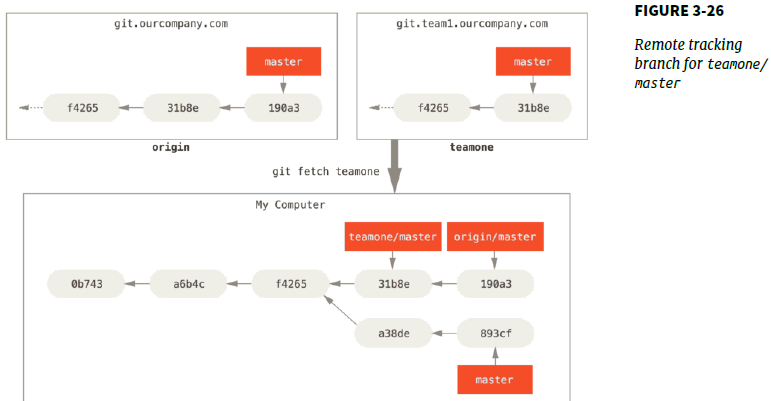 git.ourcompany.com
master
f4265
31b8e
190a3
origin
git.team1.ourcompany.com
master
f4265
31b8e
teamone
FIGURE 3-26
Remote tracking
branch for teamone/
master
git fetch teamone
My Computer
teamone/master
origin/master
0b743
a6b4c
f4265
31b8e
190a3
a38de
893cf
master